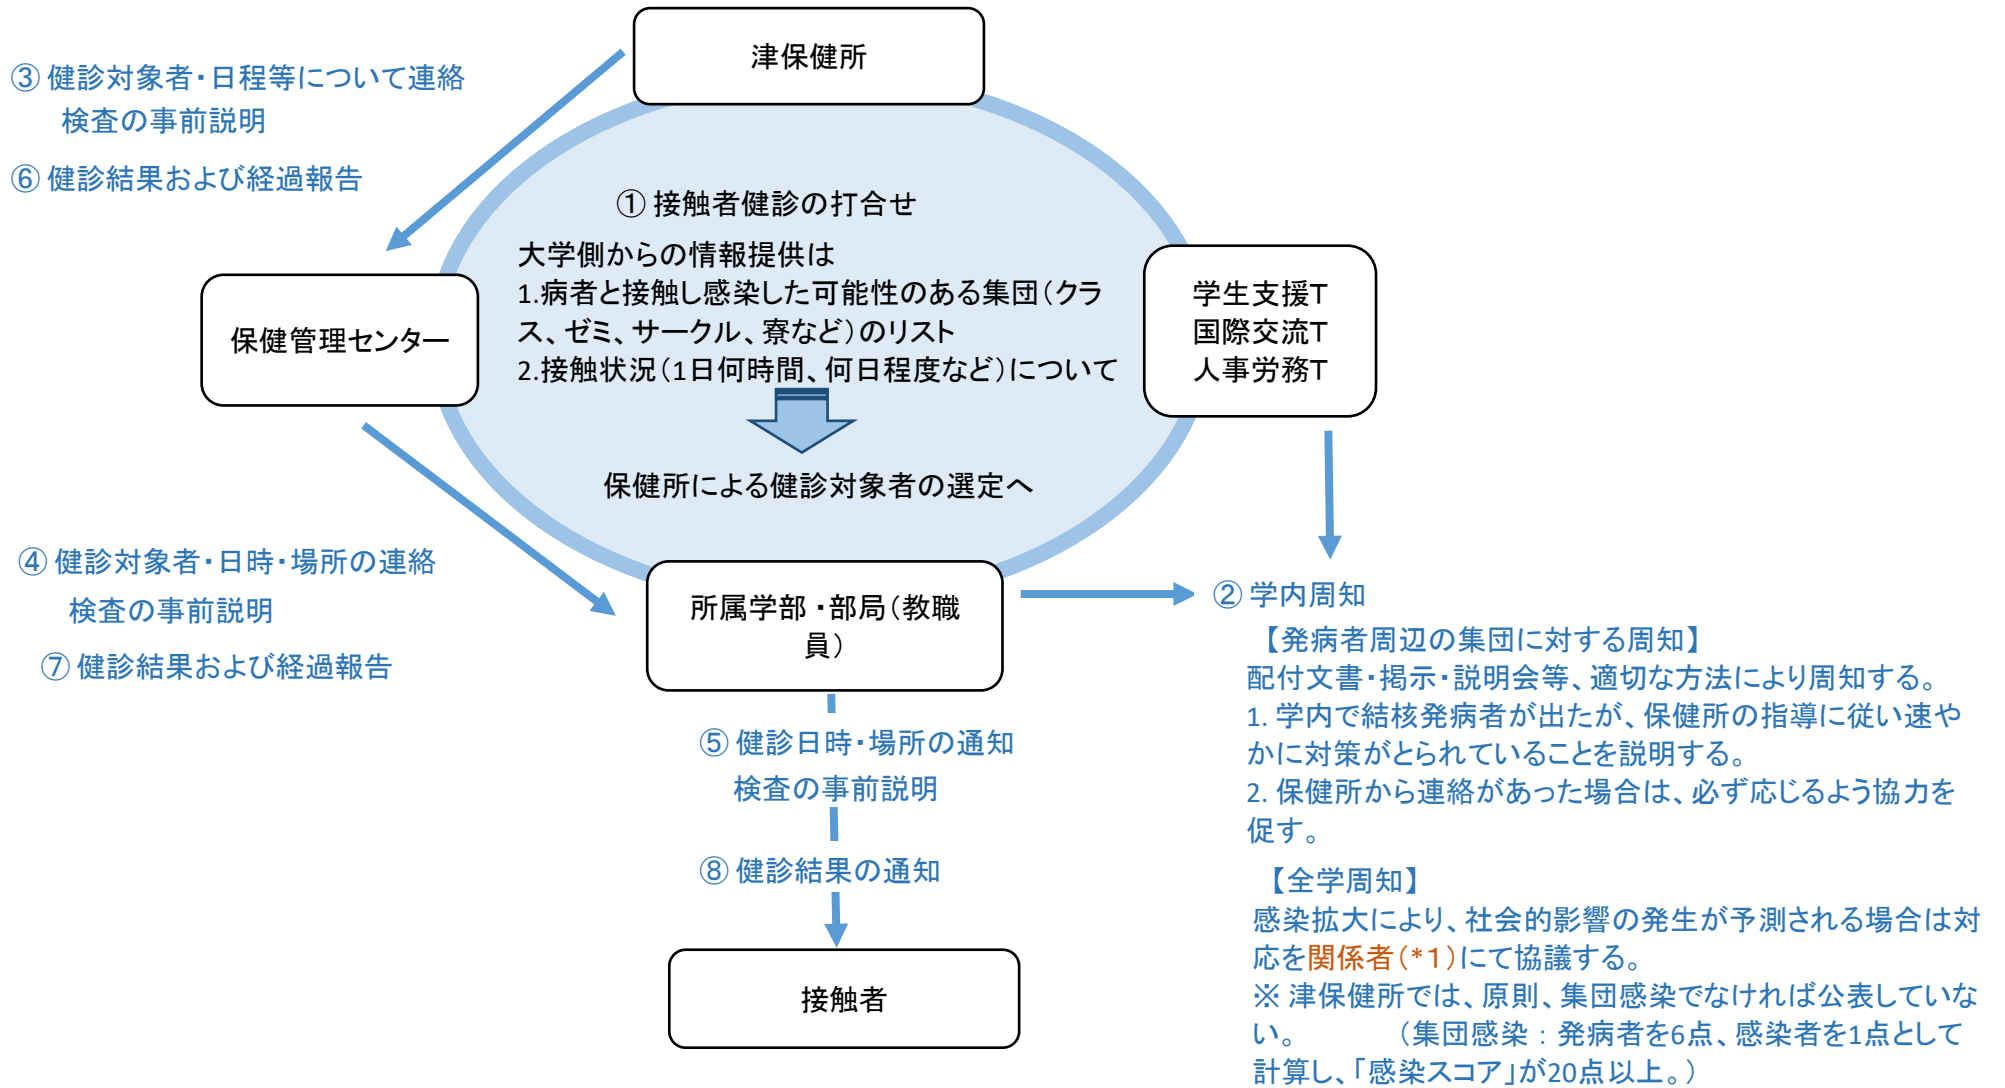 津保健所
③ 健診対象者・日程等について連絡
検査の事前説明
⑥ 健診結果および経過報告
① 接触者健診の打合せ
大学側からの情報提供は
1.病者と接触し感染した可能性のある集団（クラ
ス、ゼミ、サークル、寮など）のリスト
2.接触状況（1日何時間、何日程度など）について
保健所による健診対象者の選定へ
保健管理センター
学生支援T
国際交流T
人事労務T
④ 健診対象者・日時・場所の連絡
検査の事前説明
⑦ 健診結果および経過報告
所属学部・部局（教職
員）
② 学内周知
【発病者周辺の集団に対する周知】
配付文書・掲示・説明会等、適切な方法により周知する。
1. 学内で結核発病者が出たが、保健所の指導に従い速や
かに対策がとられていることを説明する。
2. 保健所から連絡があった場合は、必ず応じるよう協力を
促す。
【全学周知】
感染拡大により、社会的影響の発生が予測される場合は対
応を関係者（*１）にて協議する。
※ 津保健所では、原則、集団感染でなければ公表していな
い。　　　　（集団感染：発病者を6点、感染者を1点として
計算し、「感染スコア」が20点以上。）
⑤ 健診日時・場所の通知
検査の事前説明
⑧ 健診結果の通知
接触者